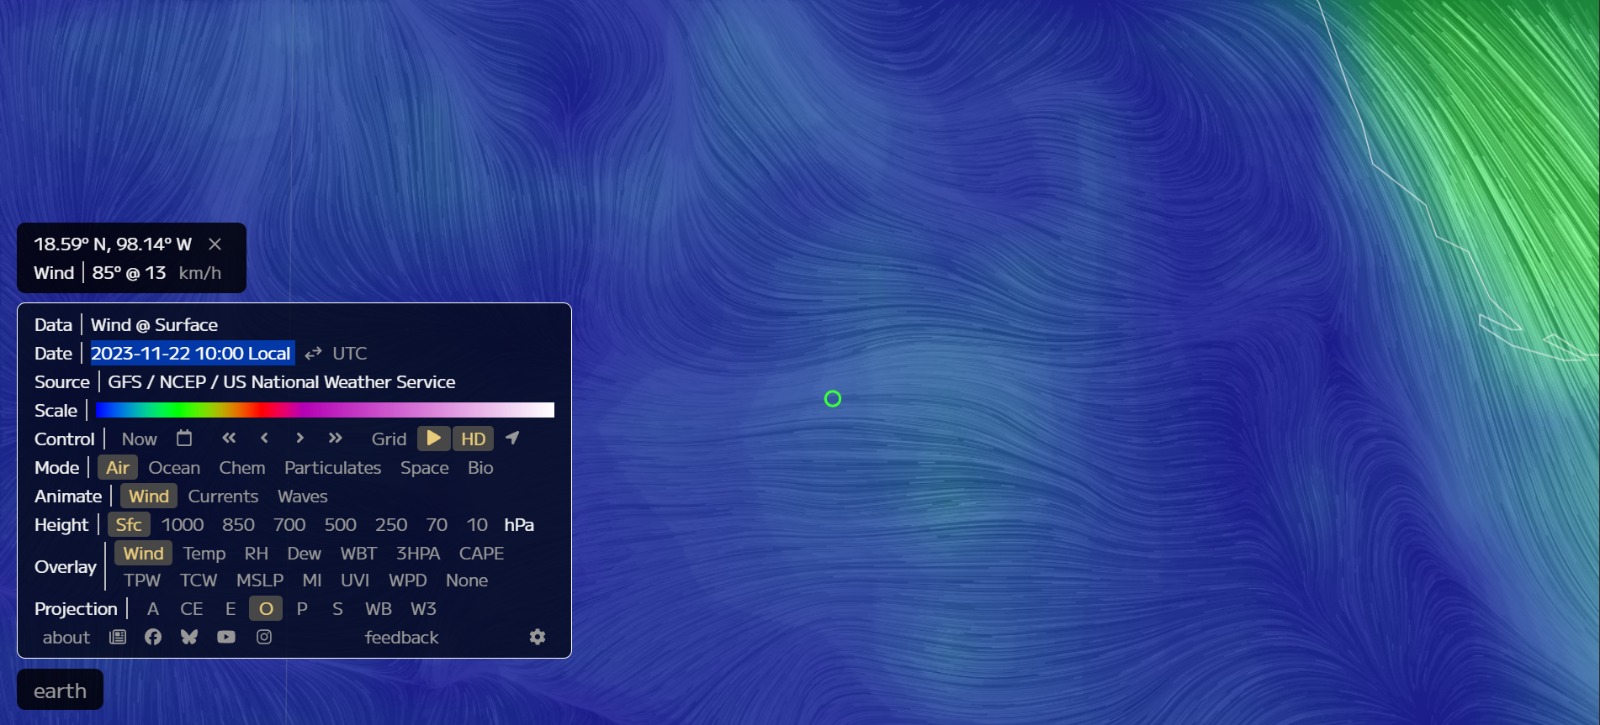 18.59° N, 98.14° W ×
Wind | 85° @ 13 km/h
Data | Wind @ Surface
Date | 2023-11-22 10:00 Local ⇄ UTC
Source | GFS / NCEP / US National Weather Service
Scale |
Control | Now « ‹ › » Grid HD
Mode | Air Ocean Chem Particulates Space Bio
Animate | Wind Currents Waves
Height | Sfc 1000 850 700 500 250 70 10 hPa
Overlay | Wind Temp RH Dew WBT 3HPA CAPE
TPW TCW MSLP MI UVI WPD None
Projection | A CE E O P S WB W3
about feedback
earth